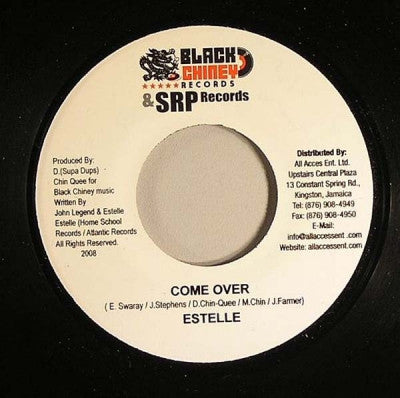 BLACK
CHINEY
RECORDS
& SRP Records
Produced By:
D.(Supa Dups)
Chin Quee for
Black Chiney music
Written By
John Legend & Estelle
Estelle (Home School
Records / Atlantic Records
All Rights Reserved.
2008
Distributed By:
All Acces Ent. Ltd.
Upstairs Central Plaza
13 Constant Spring Rd.,
Kingston, Jamaica
Tel: (876) 908-4949
Fax: (876) 908-4950
E-Mail:
info@allaccessent.com
Website: allaccessent.com
COME OVER
( E. Swaray / J.Stephens / D.Chin-Quee / M.Chin / J.Farmer)
ESTELLE